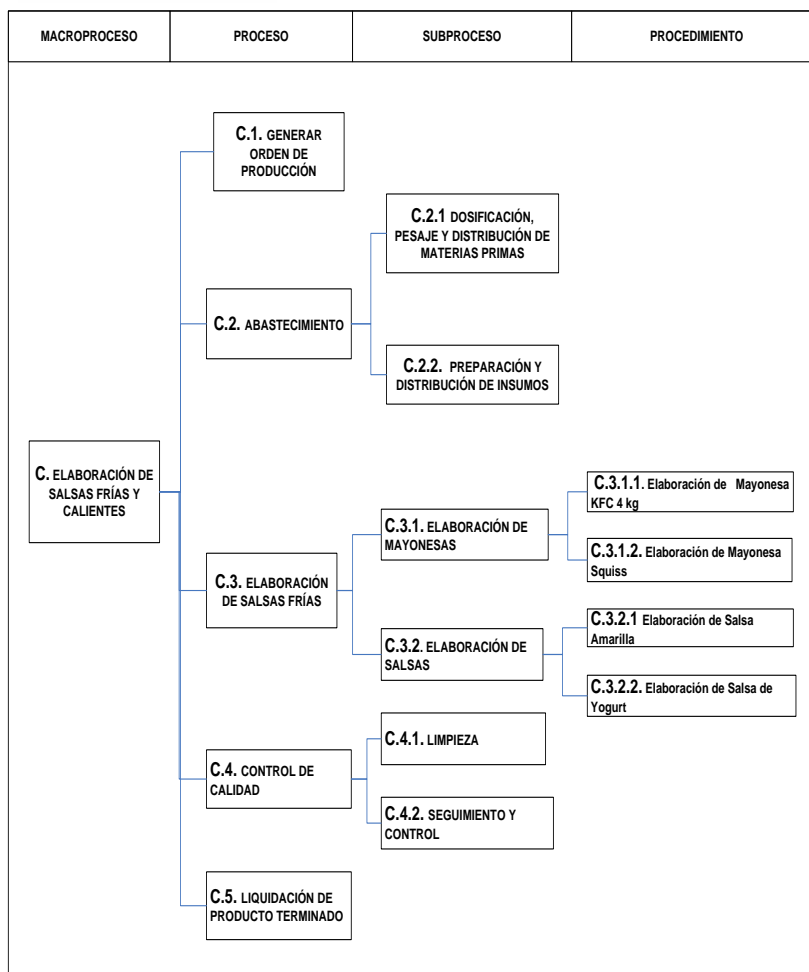 MACROPROCESO
PROCESO
SUBPROCESO
PROCEDIMIENTO
C.1. GENERAR
ORDEN DE
PRODUCCIÓN
C.2.1 DOSIFICACIÓN,
PESAJE Y DISTRIBUCIÓN DE
MATERIAS PRIMAS
C.2. ABASTECIMIENTO
C.2.2. PREPARACIÓN Y
DISTRIBUCIÓN DE INSUMOS
C. ELABORACIÓN DE
SALSAS FRÍAS Y
CALIENTES
C.3. ELABORACIÓN
DE SALSAS FRÍAS
C.3.1. ELABORACIÓN DE
MAYONESAS
C.3.1.1. Elaboración de Mayonesa
KFC 4 kg
C.3.1.2. Elaboración de Mayonesa
Squiss
C.3.2. ELABORACIÓN DE
SALSAS
C.3.2.1 Elaboración de Salsa
Amarilla
C.3.2.2. Elaboración de Salsa de
Yogurt
C.4. CONTROL DE
CALIDAD
C.4.1. LIMPIEZA
C.4.2. SEGUIMIENTO Y
CONTROL
C.5. LIQUIDACIÓN DE
PRODUCTO TERMINADO